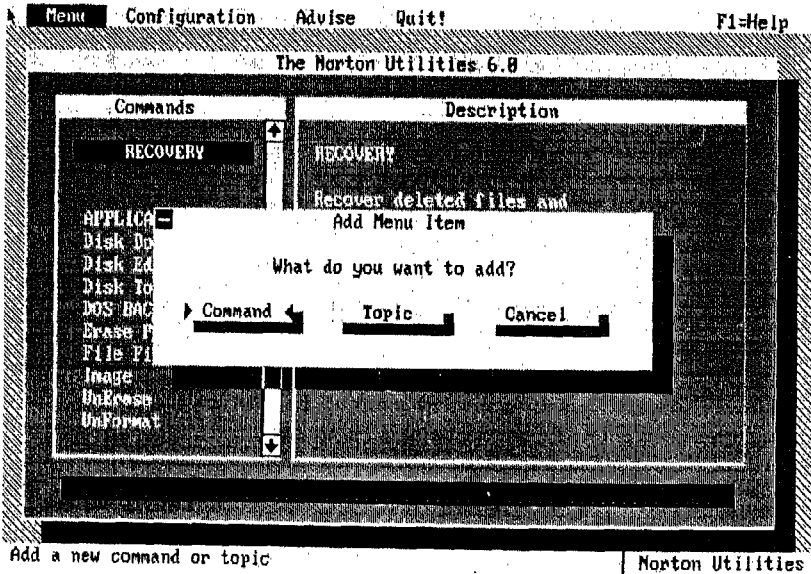 Menu Configuration Advise Quit! F1=Help
The Norton Utilities 6.0
Commands
Description
RECOVERY
RECOVERY
Recover deleted files and
APPLICA
Disk Do
Disk Ed
Disk To
DOS BAC
Erase F
File Fi
Image
UnErase
UnFormat
Add Menu Item
What do you want to add?
Command Topic Cancel
Add a new command or topic
Norton Utilities